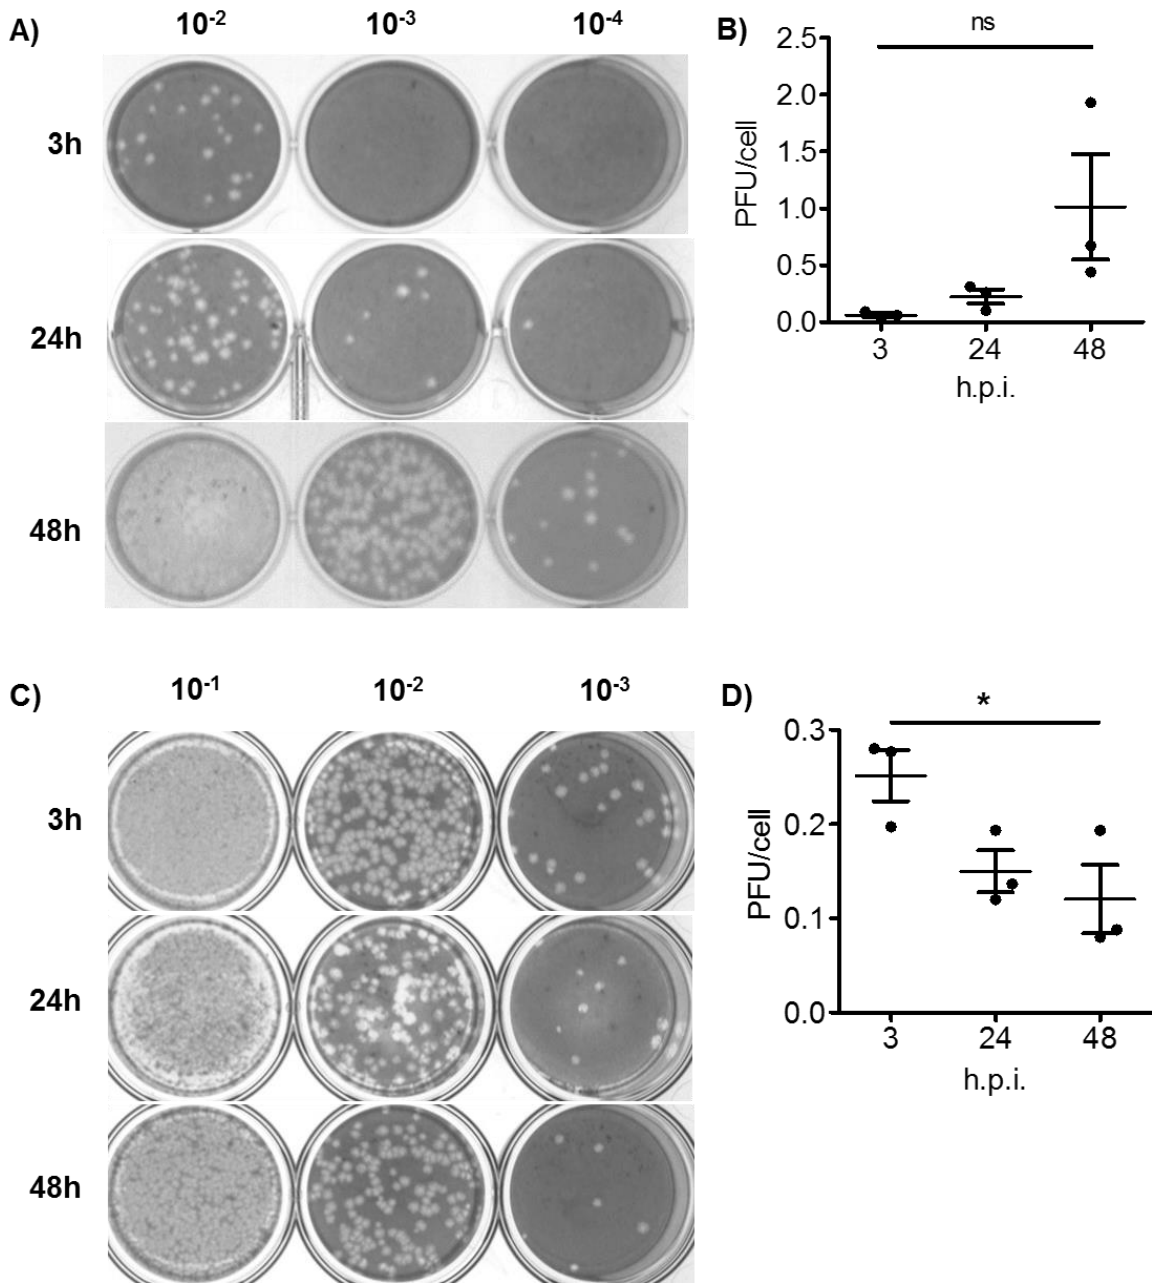 A)
10⁻² 10⁻³ 10⁻⁴
3h
24h
48h
B)
ns
2.5
2.0
1.5
1.0
0.5
0.0
PFU/cell
3 24 48
h.p.i.
C)
10⁻¹ 10⁻² 10⁻³
3h
24h
48h
D)
*
0.3
0.2
0.1
0.0
PFU/cell
3 24 48
h.p.i.